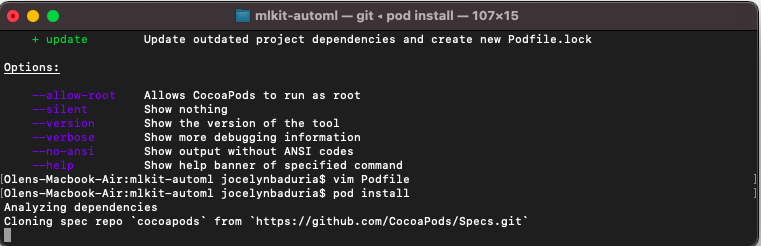 mlkit-automl — git ◂ pod install — 107×15
+ update Update outdated project dependencies and create new Podfile.lock
Options:
--allow-root Allows CocoaPods to run as root
--silent Show nothing
--version Show the version of the tool
--verbose Show more debugging information
--no-ansi Show output without ANSI codes
--help Show help banner of specified command
[Olens-Macbook-Air:mlkit-automl jocelynbaduria$ vim Podfile ]
[Olens-Macbook-Air:mlkit-automl jocelynbaduria$ pod install ]
Analyzing dependencies
Cloning spec repo `cocoapods` from `https://github.com/CocoaPods/Specs.git`